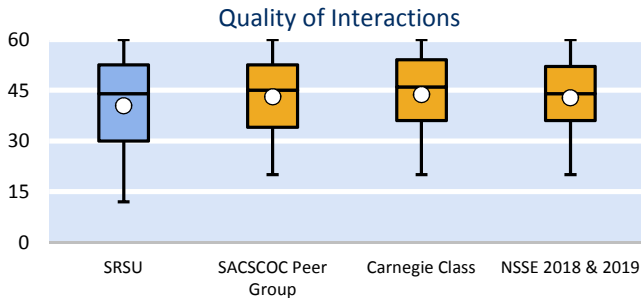 Quality of Interactions
60
45
30
15
0
SRSU
SACSCOC Peer
Group
Carnegie Class
NSSE 2018 & 2019